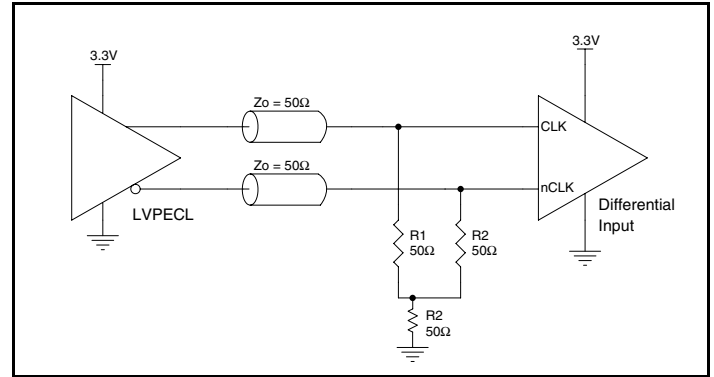 3.3V
3.3V
Zo = 50Ω
CLK
Zo = 50Ω
nCLK
LVPECL
Differential
Input
R1
50Ω
R2
50Ω
R2
50Ω